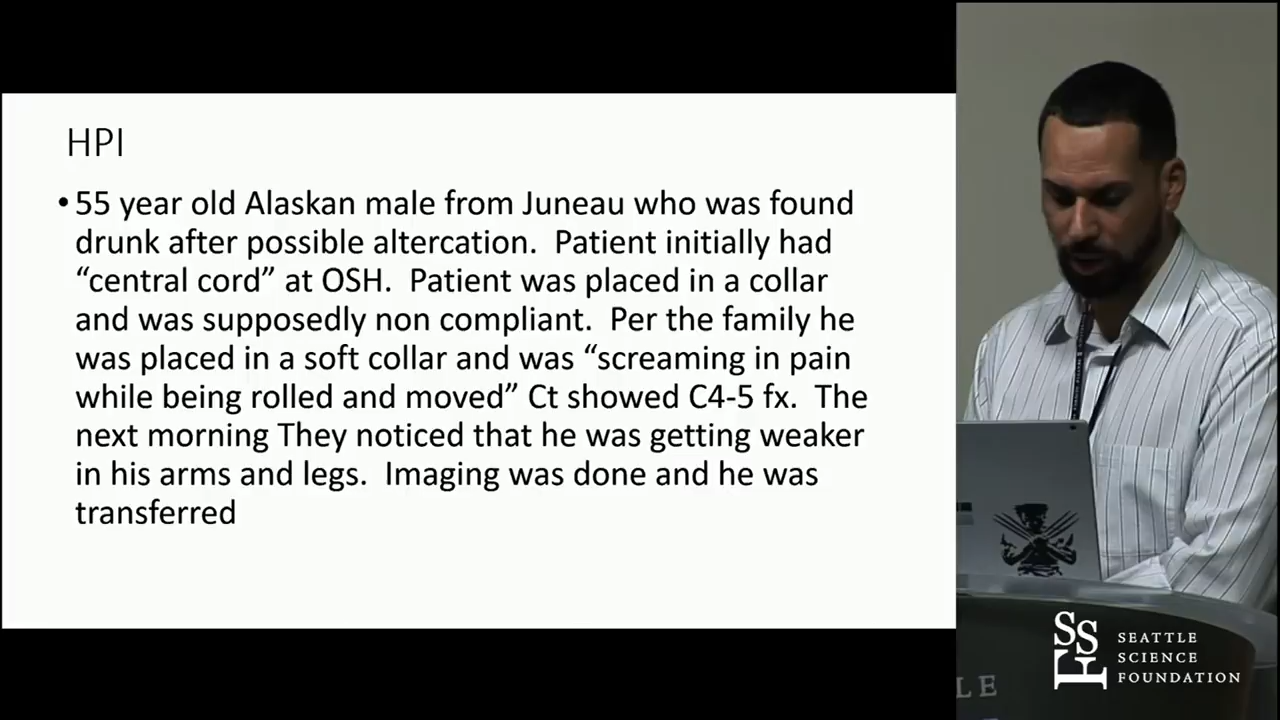 HPI
•55 year old Alaskan male from Juneau who was found
drunk after possible altercation.  Patient initially had
“central cord” at OSH.  Patient was placed in a collar
and was supposedly non compliant.  Per the family he
was placed in a soft collar and was “screaming in pain
while being rolled and moved” Ct showed C4-5 fx.  The
next morning They noticed that he was getting weaker
in his arms and legs.  Imaging was done and he was
transferred
SSF
SEATTLE
SCIENCE
FOUNDATION
LE